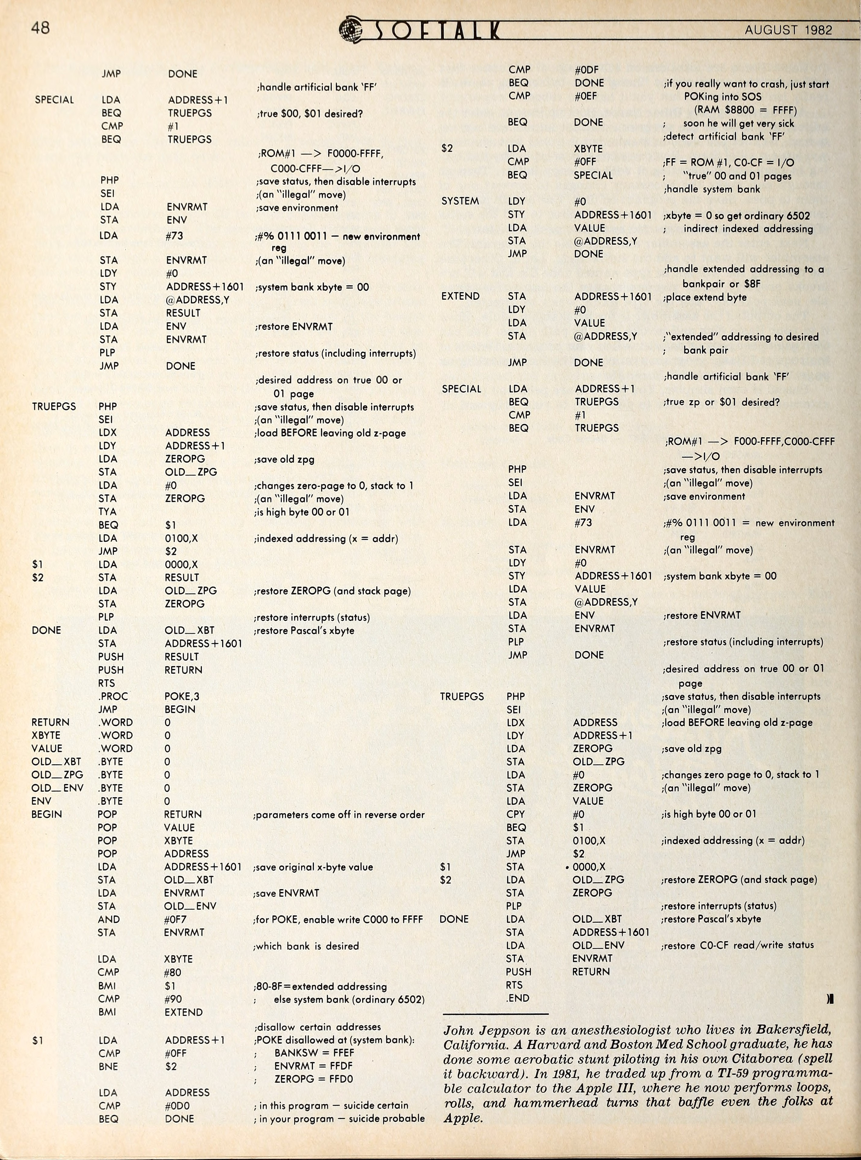 48
SOFTALK
AUGUST 1982
JMP DONE
;handle artificial bank 'FF'
SPECIAL LDA ADDRESS+1
BEQ TRUEPGS ;true $00, $01 desired?
CMP #1
BEQ TRUEPGS
;ROM#1 —> F0000-FFFF,
C000-CFFF—>I/O
PHP ;save status, then disable interrupts
SEI ;(an "illegal" move)
LDA ENVRMT ;save environment
STA ENV
LDA #73 ;#% 0111 0011 — new environment
reg
STA ENVRMT ;(an "illegal" move)
LDY #0
STY ADDRESS+1601 ;system bank xbyte = 00
LDA @ADDRESS,Y
STA RESULT
LDA ENV ;restore ENVRMT
STA ENVRMT
PLP ;restore status (including interrupts)
JMP DONE
;desired address on true 00 or
01 page
TRUEPGS PHP ;save status, then disable interrupts
SEI ;(an "illegal" move)
LDX ADDRESS ;load BEFORE leaving old z-page
LDY ADDRESS+1
LDA ZEROPG ;save old zpg
STA OLD_ZPG
LDA #0 ;changes zero-page to 0, stack to 1
STA ZEROPG ;(an "illegal" move)
TYA ;is high byte 00 or 01
BEQ $1
LDA 0100,X ;indexed addressing (x = addr)
JMP $2
$1 LDA 0000,X
$2 STA RESULT
LDA OLD_ZPG ;restore ZEROPG (and stack page)
STA ZEROPG
PLP ;restore interrupts (status)
DONE LDA OLD_XBT ;restore Pascal's xbyte
STA ADDRESS+1601
PUSH RESULT
PUSH RETURN
RTS
.PROC POKE,3
JMP BEGIN
RETURN .WORD 0
XBYTE .WORD 0
VALUE .WORD 0
OLD_XBT .BYTE 0
OLD_ZPG .BYTE 0
OLD_ENV .BYTE 0
ENV .BYTE 0
BEGIN POP RETURN ;parameters come off in reverse order
POP VALUE
POP XBYTE
POP ADDRESS
LDA ADDRESS+1601 ;save original x-byte value
STA OLD_XBT
LDA ENVRMT ;save ENVRMT
STA OLD_ENV
AND #0F7 ;for POKE, enable write C000 to FFFF
STA ENVRMT
;which bank is desired
LDA XBYTE
CMP #80
BMI $1 ;80-8F=extended addressing
CMP #90 ; else system bank (ordinary 6502)
BMI EXTEND
;disallow certain addresses
$1 LDA ADDRESS+1 ;POKE disallowed at (system bank):
CMP #0FF ; BANKSW = FFEF
BNE $2 ; ENVRMT = FFDF
; ZEROPG = FFD0
LDA ADDRESS
CMP #0D0 ; in this program — suicide certain
BEQ DONE ; in your program — suicide probable
CMP #0DF
BEQ DONE ;if you really want to crash, just start
CMP #0EF POKing into SOS
(RAM $8800 = FFFF)
BEQ DONE ; soon he will get very sick
;detect artificial bank 'FF'
$2 LDA XBYTE
CMP #0FF ;FF = ROM #1, C0-CF = I/O
BEQ SPECIAL ; "true" 00 and 01 pages
;handle system bank
SYSTEM LDY #0
STY ADDRESS+1601 ;xbyte = 0 so get ordinary 6502
LDA VALUE ; indirect indexed addressing
STA @ADDRESS,Y
JMP DONE
;handle extended addressing to a
bankpair or $8F
EXTEND STA ADDRESS+1601 ;place extend byte
LDY #0
LDA VALUE
STA @ADDRESS,Y ;"extended" addressing to desired
; bank pair
JMP DONE
;handle artificial bank 'FF'
SPECIAL LDA ADDRESS+1
BEQ TRUEPGS ;true zp or $01 desired?
CMP #1
BEQ TRUEPGS
;ROM#1 —> F000-FFFF,C000-CFFF
—>I/O
PHP ;save status, then disable interrupts
SEI ;(an "illegal" move)
LDA ENVRMT ;save environment
STA ENV
LDA #73 ;#% 0111 0011 = new environment
reg
STA ENVRMT ;(an "illegal" move)
LDY #0
STY ADDRESS+1601 ;system bank xbyte = 00
LDA VALUE
STA @ADDRESS,Y
LDA ENV ;restore ENVRMT
STA ENVRMT
PLP ;restore status (including interrupts)
JMP DONE
;desired address on true 00 or 01
page
TRUEPGS PHP ;save status, then disable interrupts
SEI ;(an "illegal" move)
LDX ADDRESS ;load BEFORE leaving old z-page
LDY ADDRESS+1
LDA ZEROPG ;save old zpg
STA OLD_ZPG
LDA #0 ;changes zero page to 0, stack to 1
STA ZEROPG ;(an "illegal" move)
LDA VALUE
CPY #0 ;is high byte 00 or 01
BEQ $1
STA 0100,X ;indexed addressing (x = addr)
JMP $2
$1 STA 0000,X
$2 LDA OLD_ZPG ;restore ZEROPG (and stack page)
STA ZEROPG
PLP ;restore interrupts (status)
DONE LDA OLD_XBT ;restore Pascal's xbyte
STA ADDRESS+1601
LDA OLD_ENV ;restore C0-CF read/write status
STA ENVRMT
PUSH RETURN
RTS
.END
John Jeppson is an anesthesiologist who lives in Bakersfield,
California. A Harvard and Boston Med School graduate, he has
done some aerobatic stunt piloting in his own Citaborea (spell
it backward). In 1981, he traded up from a TI-59 programma-
ble calculator to the Apple III, where he now performs loops,
rolls, and hammerhead turns that baffle even the folks at
Apple.